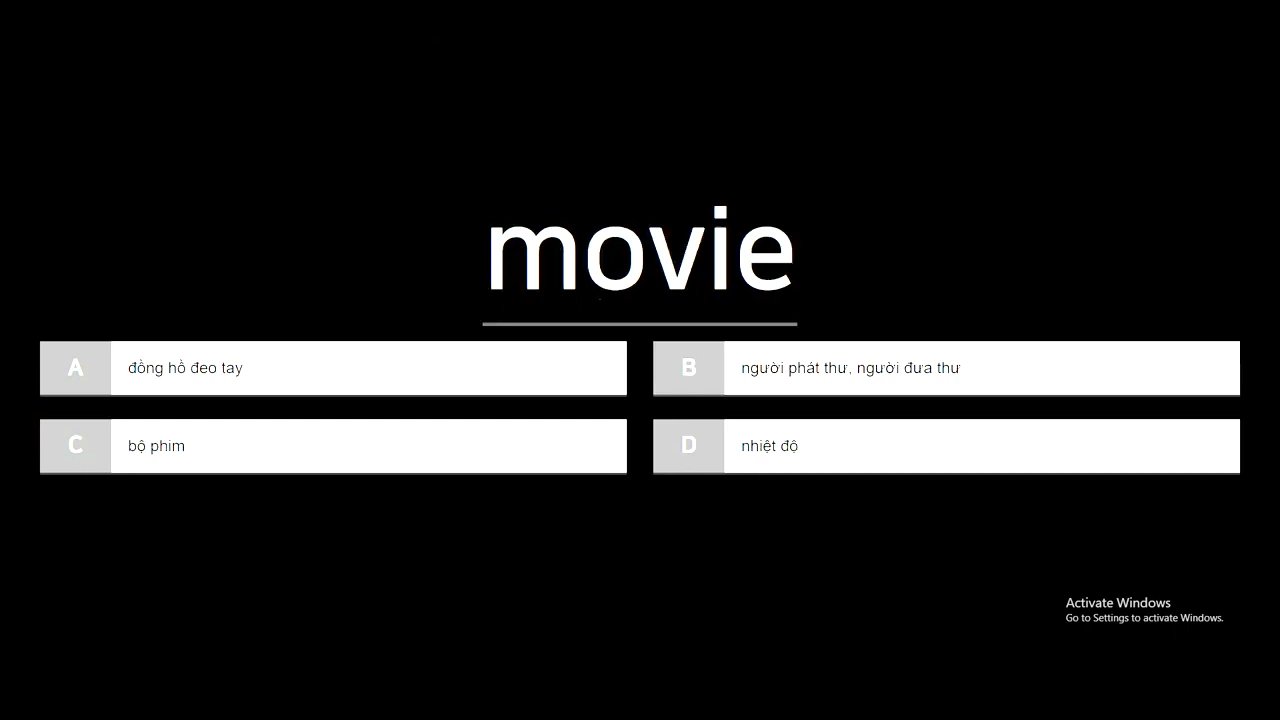 movie
A
đồng hồ đeo tay
B
người phát thư, người đưa thư
C
bộ phim
D
nhiệt độ
Activate Windows
Go to Settings to activate Windows.